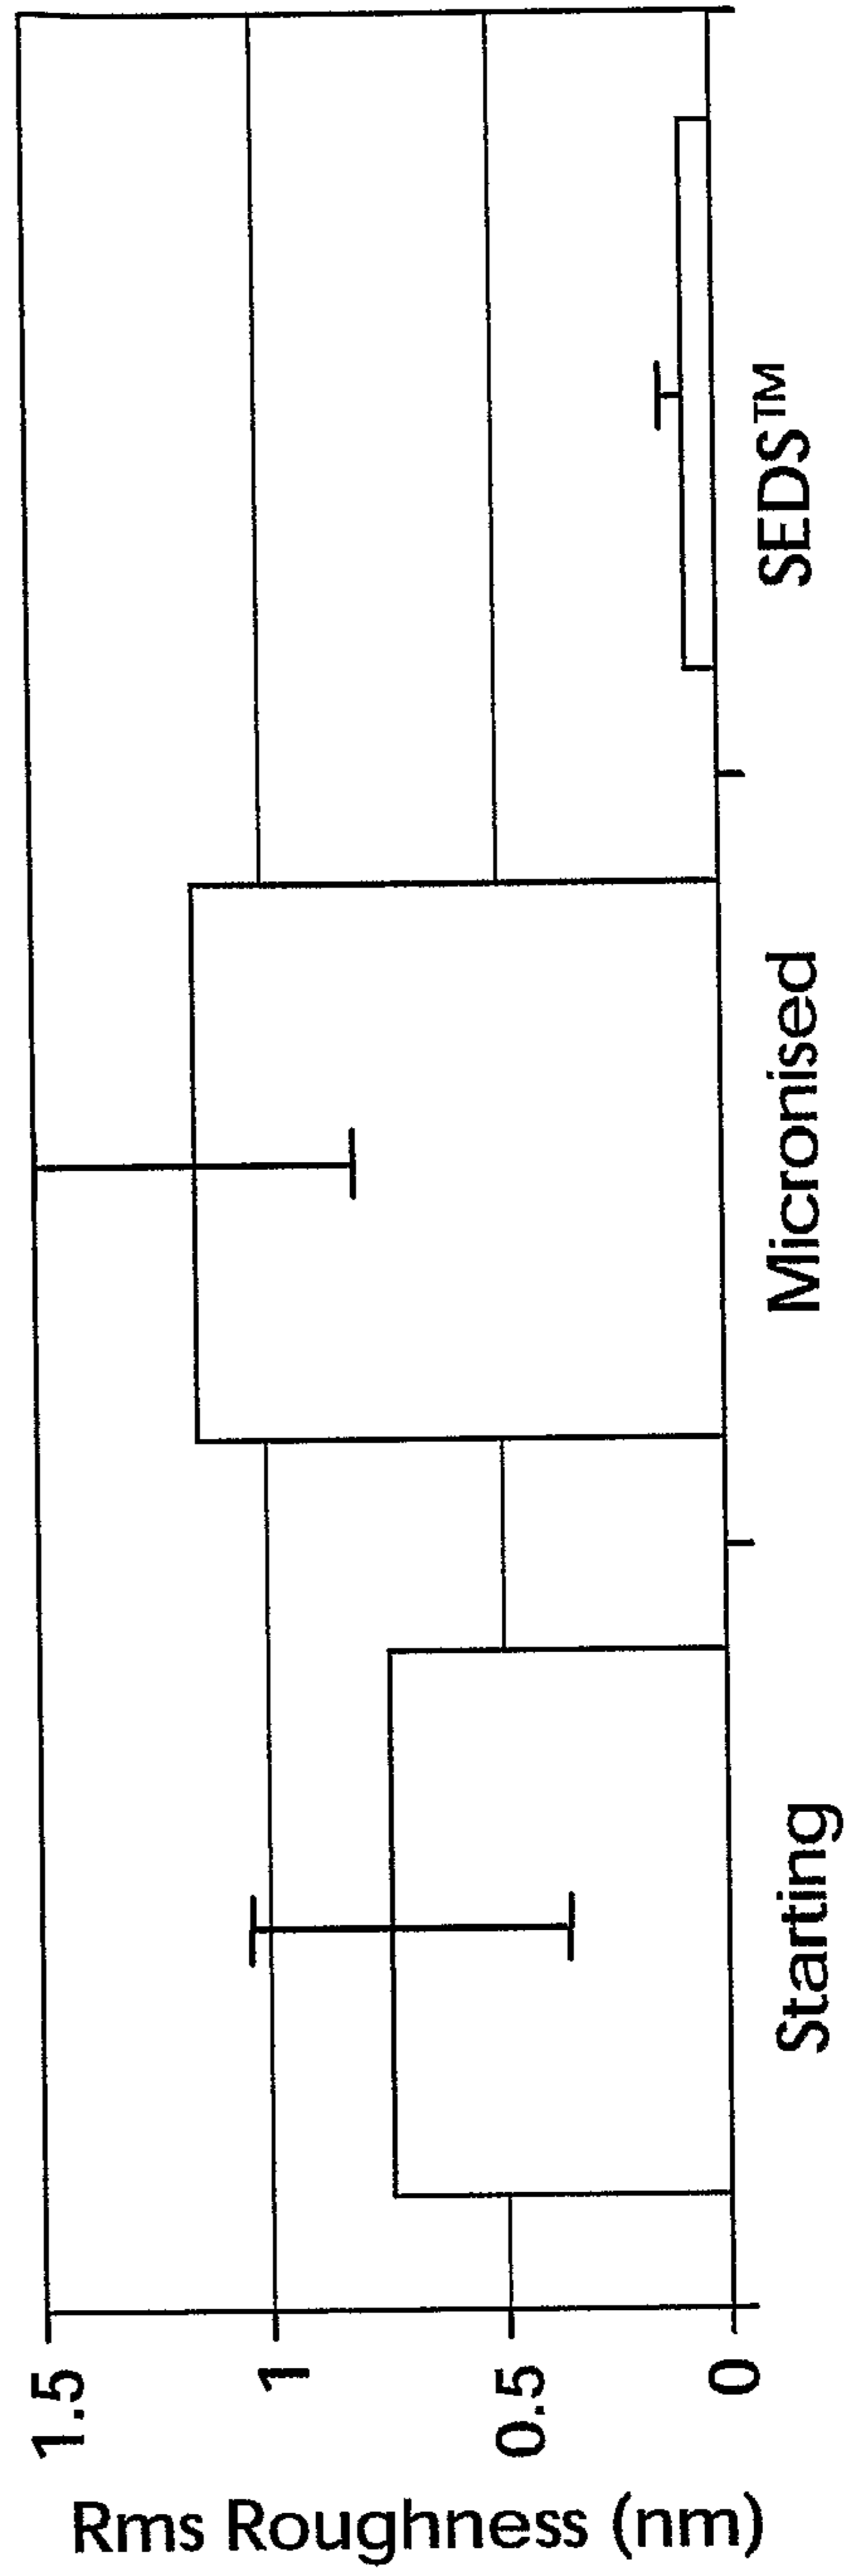 Rms Roughness (nm)
1.5
1
0.5
0
Starting
Micronised
SEDS™